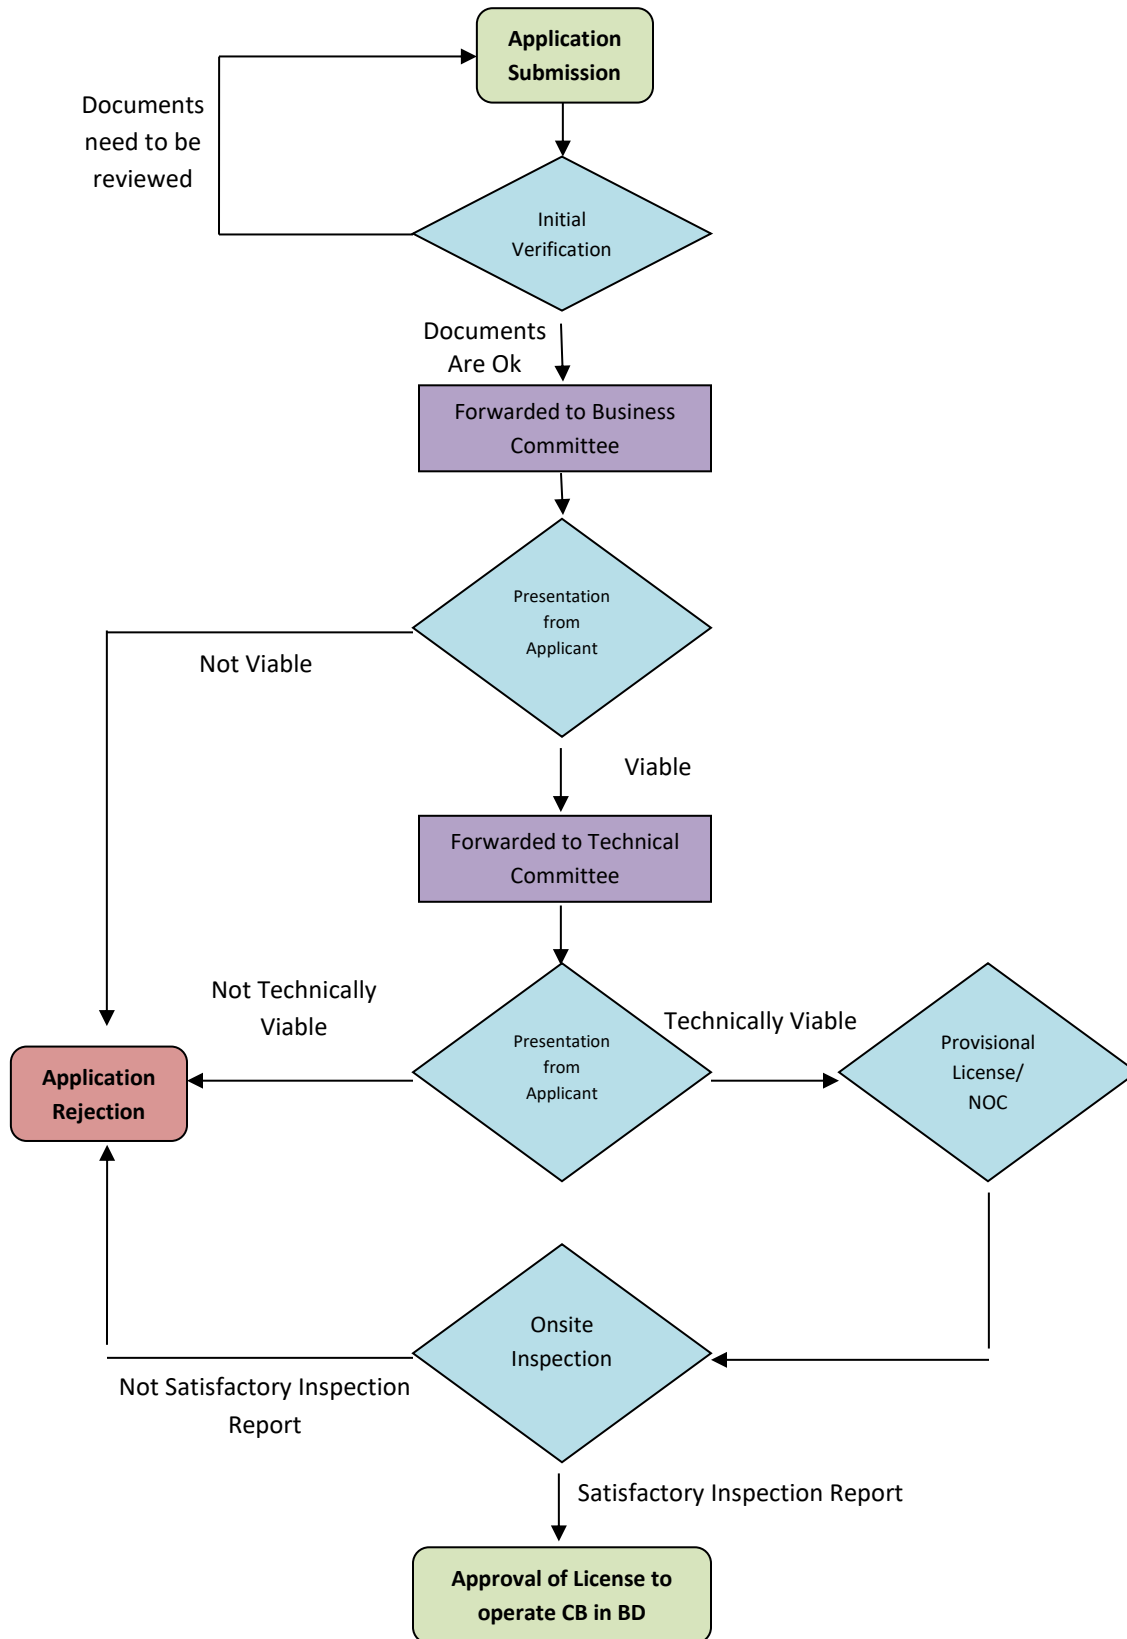 Application
Submission
Documents
need to be
reviewed
Initial
Verification
Documents
Are Ok
Forwarded to Business
Committee
Presentation
from
Applicant
Not Viable
Viable
Forwarded to Technical
Committee
Not Technically
Viable
Technically Viable
Presentation
from
Applicant
Provisional
License/
NOC
Application
Rejection
Onsite
Inspection
Not Satisfactory Inspection
Report
Satisfactory Inspection Report
Approval of License to
operate CB in BD